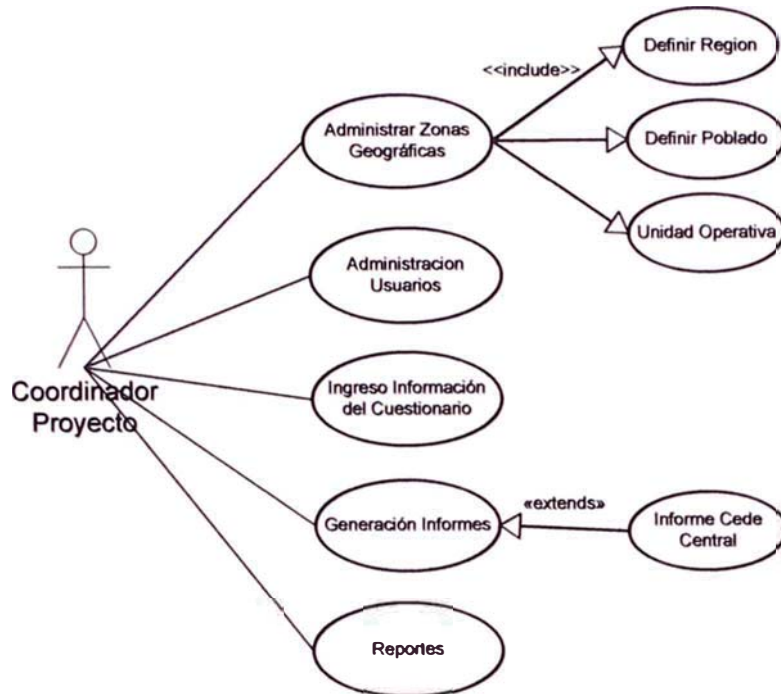 Definir Region
<<include>>
Administrar Zonas
Geográficas
Definir Poblado
Unidad Operativa
Administracion
Usuarios
Coordinador
Proyecto
Ingreso Información
del Cuestionario
«extends»
Generación Informes
Informe Cede
Central
Reportes